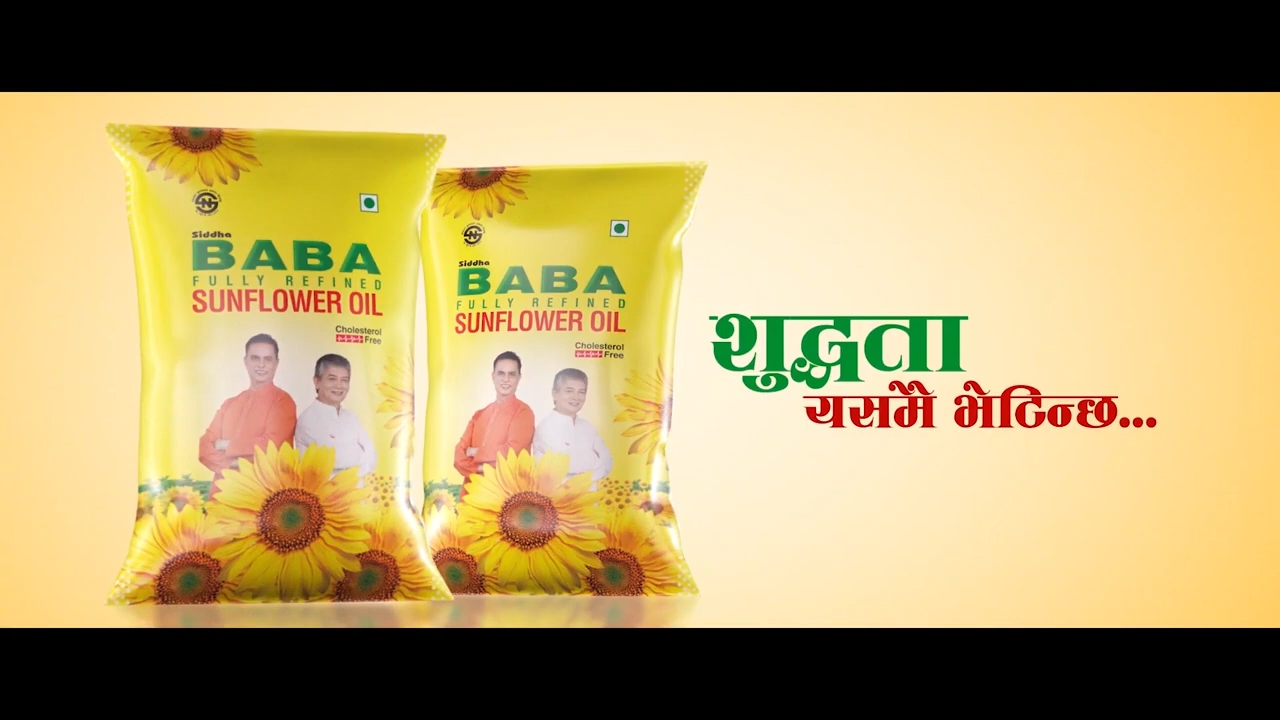 Siddha
BABA
FULLY REFINED
SUNFLOWER OIL
Cholesterol
Free
Siddha
BABA
FULLY REFINED
SUNFLOWER OIL
Cholesterol
Free
शुद्धता
यसमै भेटिन्छ...